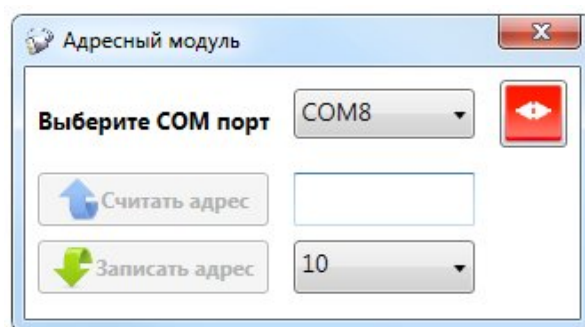 Адресный модуль
Выберите COM порт COM8
Считать адрес
Записать адрес 10